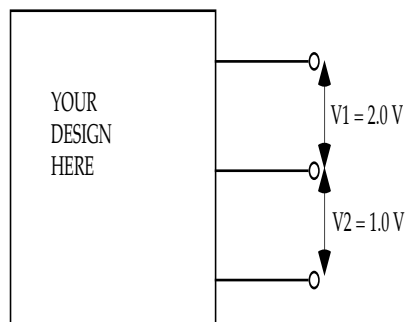 YOUR
DESIGN
HERE
V1 = 2.0 V
V2 = 1.0 V